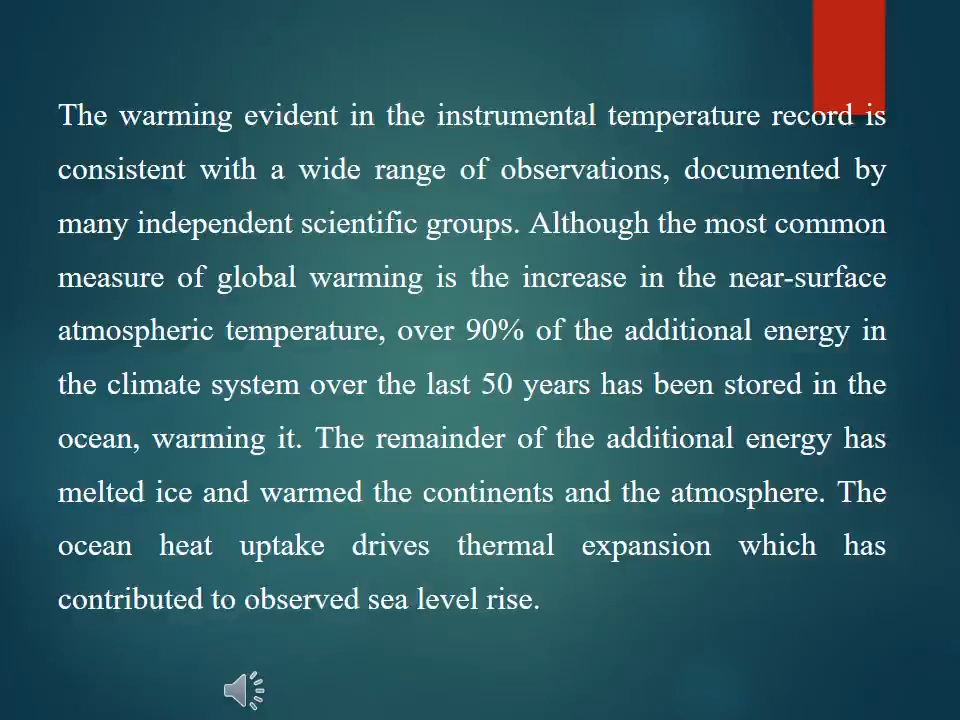 The warming evident in the instrumental temperature record is
consistent with a wide range of observations, documented by
many independent scientific groups. Although the most common
measure of global warming is the increase in the near-surface
atmospheric temperature, over 90% of the additional energy in
the climate system over the last 50 years has been stored in the
ocean, warming it. The remainder of the additional energy has
melted ice and warmed the continents and the atmosphere. The
ocean heat uptake drives thermal expansion which has
contributed to observed sea level rise.